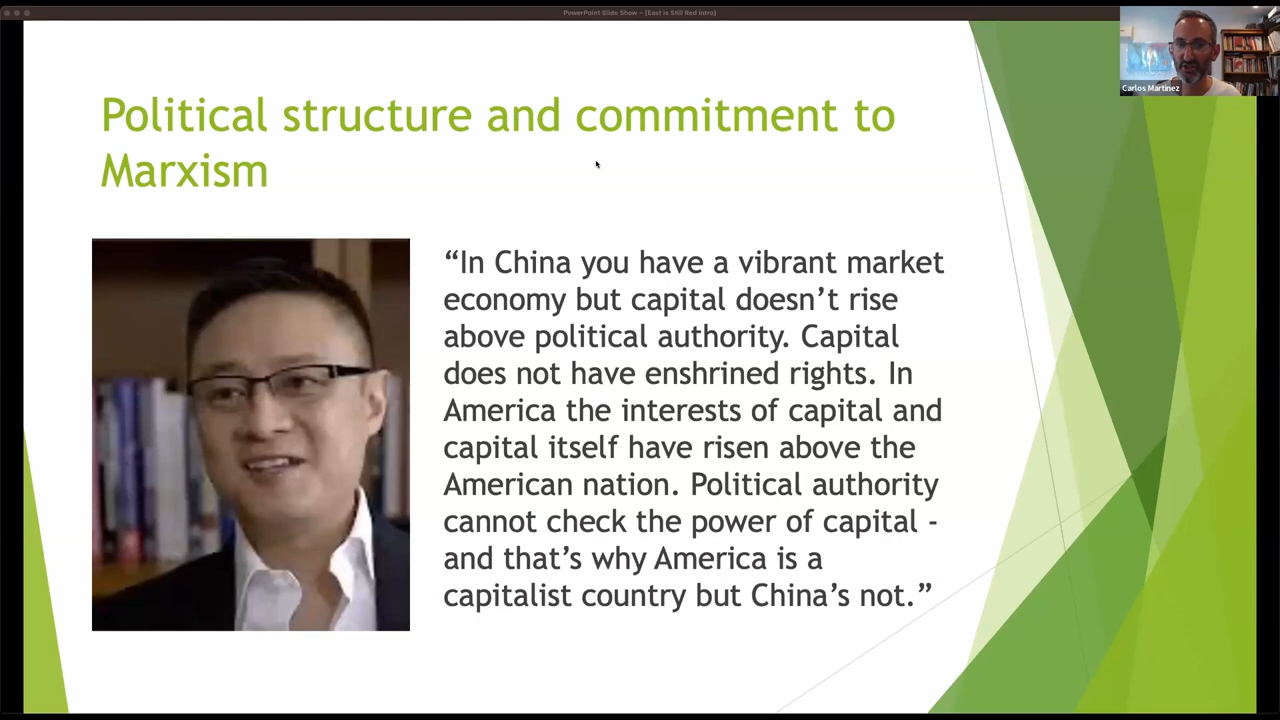 PowerPoint Slide Show - [East is Still Red intro]
Carlos Martinez
Political structure and commitment to
Marxism
“In China you have a vibrant market
economy but capital doesn’t rise
above political authority. Capital
does not have enshrined rights. In
America the interests of capital and
capital itself have risen above the
American nation. Political authority
cannot check the power of capital -
and that’s why America is a
capitalist country but China’s not.”